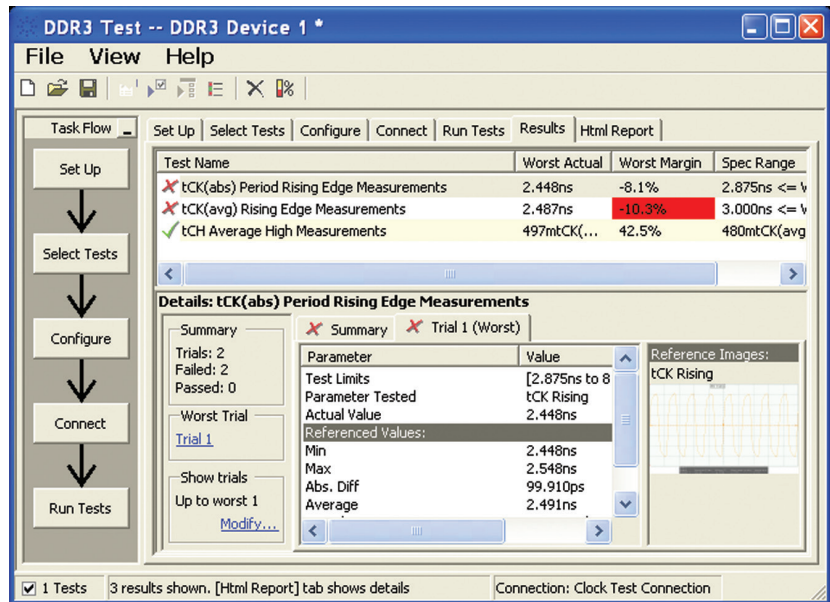 DDR3 Test -- DDR3 Device 1 *
File View Help
Task Flow
Set Up
Select Tests
Configure
Connect
Run Tests
Set Up Select Tests Configure Connect Run Tests Results Html Report
Test Name Worst Actual Worst Margin Spec Range
tCK(abs) Period Rising Edge Measurements 2.448ns -8.1% 2.875ns <=
tCK(avg) Rising Edge Measurements 2.487ns -10.3% 3.000ns <=
tCH Average High Measurements 497mtCK(... 42.5% 480mtCK(avg
Details: tCK(abs) Period Rising Edge Measurements
Summary
Trials: 2
Failed: 2
Passed: 0
Worst Trial
Trial 1
Show trials
Up to worst 1
Modify...
Summary Trial 1 (Worst)
Parameter Value
Test Limits [2.875ns to 8
Parameter Tested tCK Rising
Actual Value 2.448ns
Referenced Values:
Min 2.448ns
Max 2.548ns
Abs. Diff 99.910ps
Average 2.491ns
Reference Images:
tCK Rising
1 Tests 3 results shown. [Html Report] tab shows details Connection: Clock Test Connection